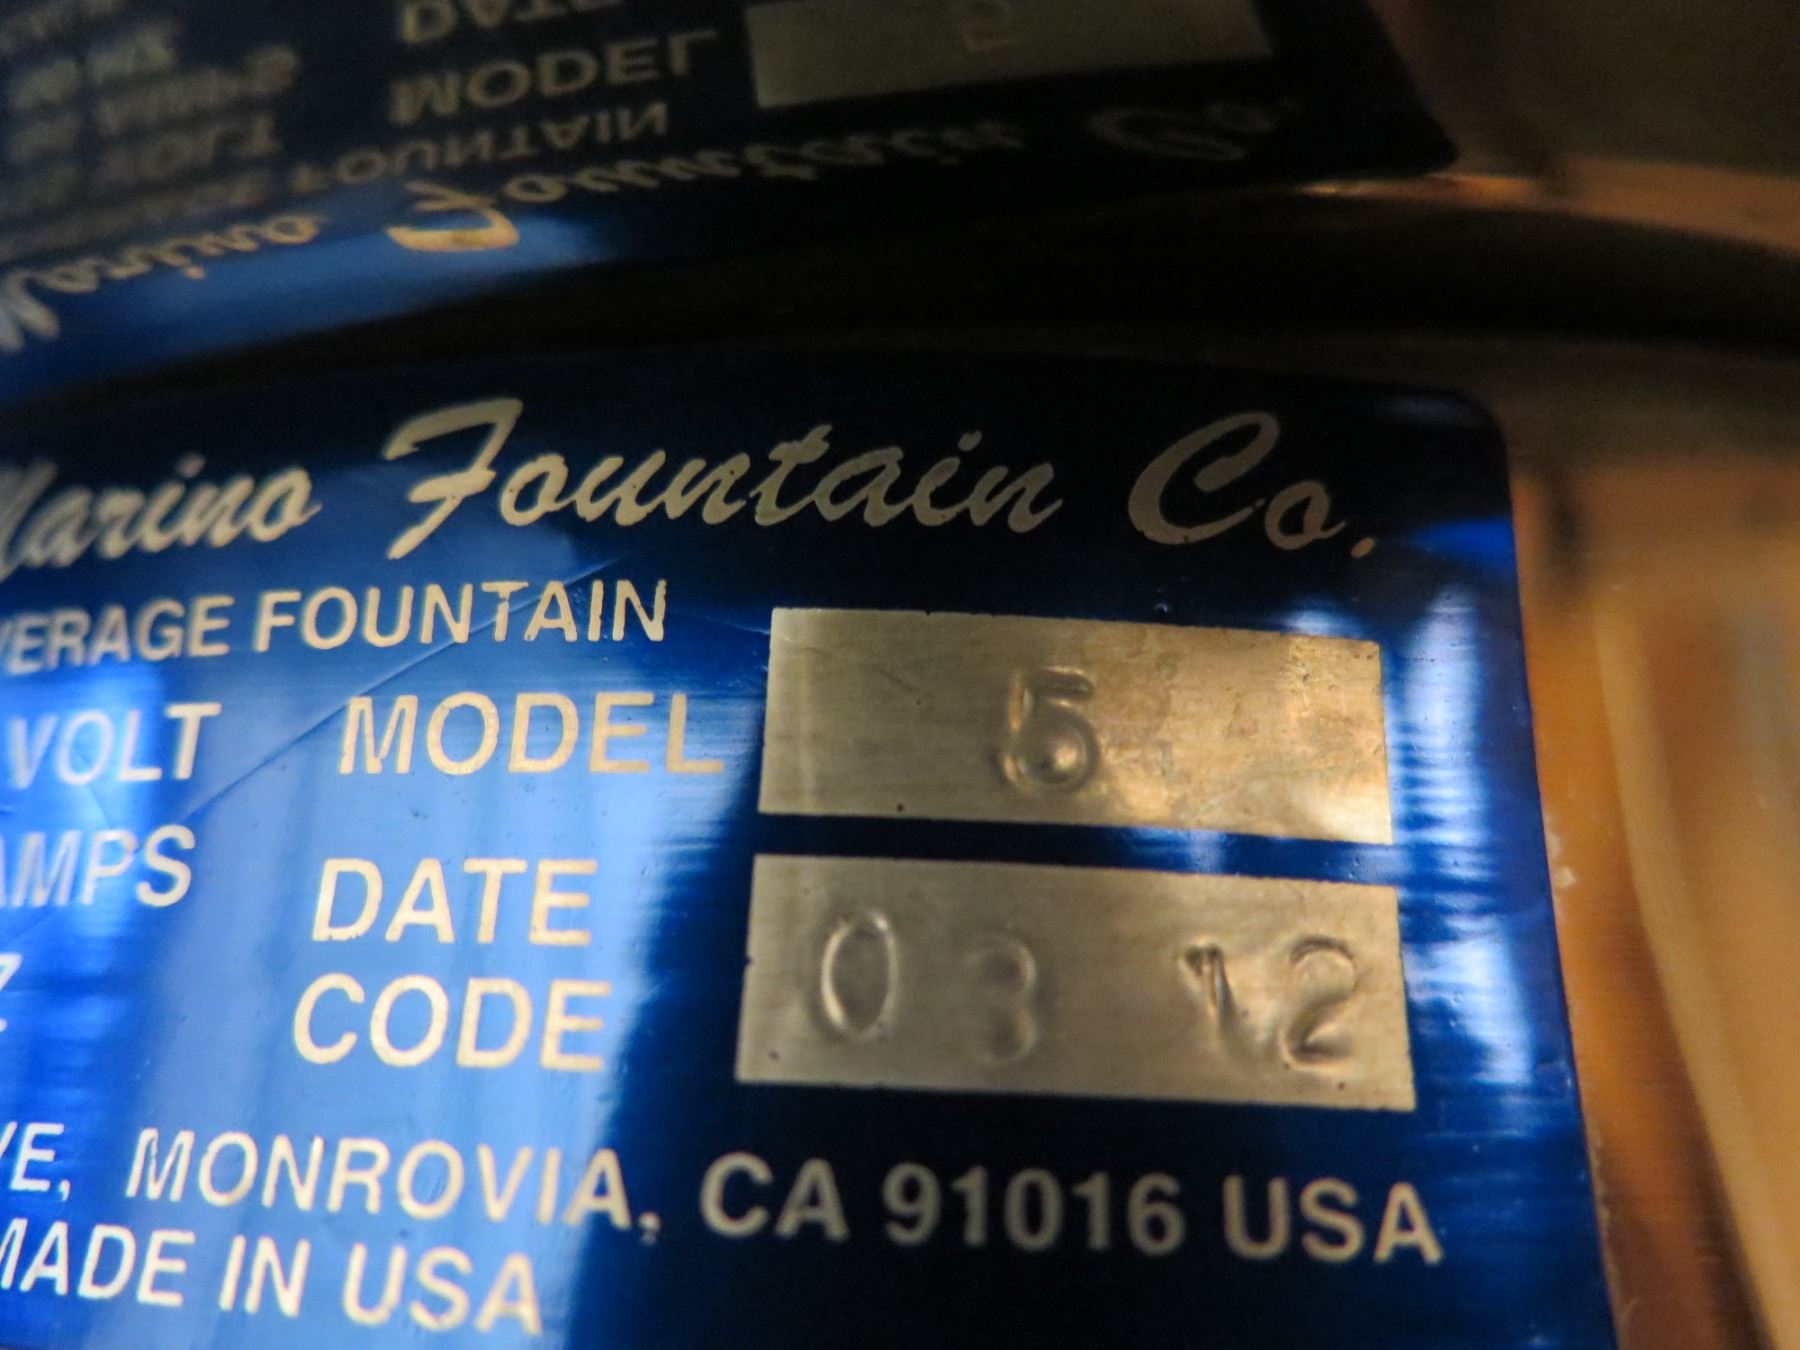 Marino Fountain Co.
VERAGE FOUNTAIN
VOLT MODEL 5
AMPS DATE
CODE 03 12
Z
VE, MONROVIA, CA 91016 USA
MADE IN USA